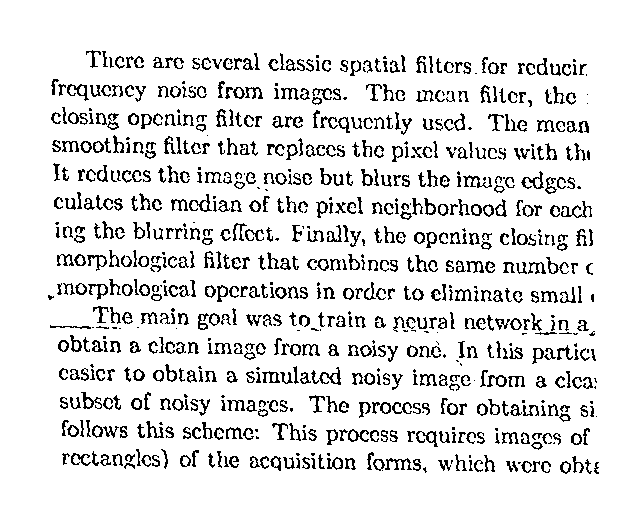 There are several classic spatial filters for reducin
frequency noise from images. The mean filter, the
closing opening filter are frequently used. The mean
smoothing filter that replaces the pixel values with the
It reduces the image noise but blurs the image edges.
culates the median of the pixel neighborhood for each
ing the blurring effect. Finally, the opening closing fil
morphological filter that combines the same number
morphological operations in order to eliminate small
The main goal was to train a neural network in a
obtain a clean image from a noisy one. In this particu
easier to obtain a simulated noisy image from a clea
subset of noisy images. The process for obtaining si
follows this scheme: This process requires images of
rectangles) of the acquisition forms, which were obta